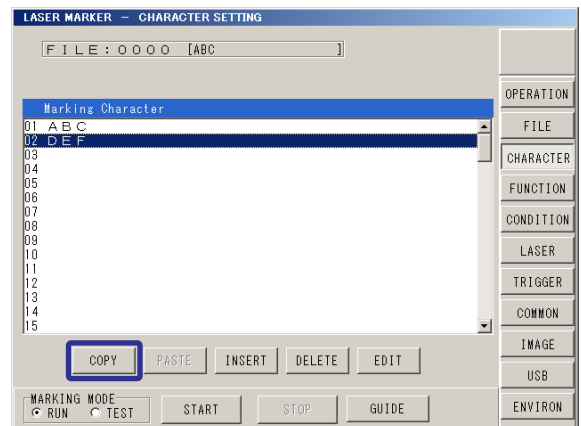 LASER MARKER － CHARACTER SETTING
ＦＩＬＥ：００００ [ABC ]
Marking Character
01 ＡＢＣ
02 ＤＥＦ
03
04
05
06
07
08
09
10
11
12
13
14
15
COPY PASTE INSERT DELETE EDIT
MARKING MODE
RUN TEST START STOP GUIDE
OPERATION
FILE
CHARACTER
FUNCTION
CONDITION
LASER
TRIGGER
COMMON
IMAGE
USB
ENVIRON